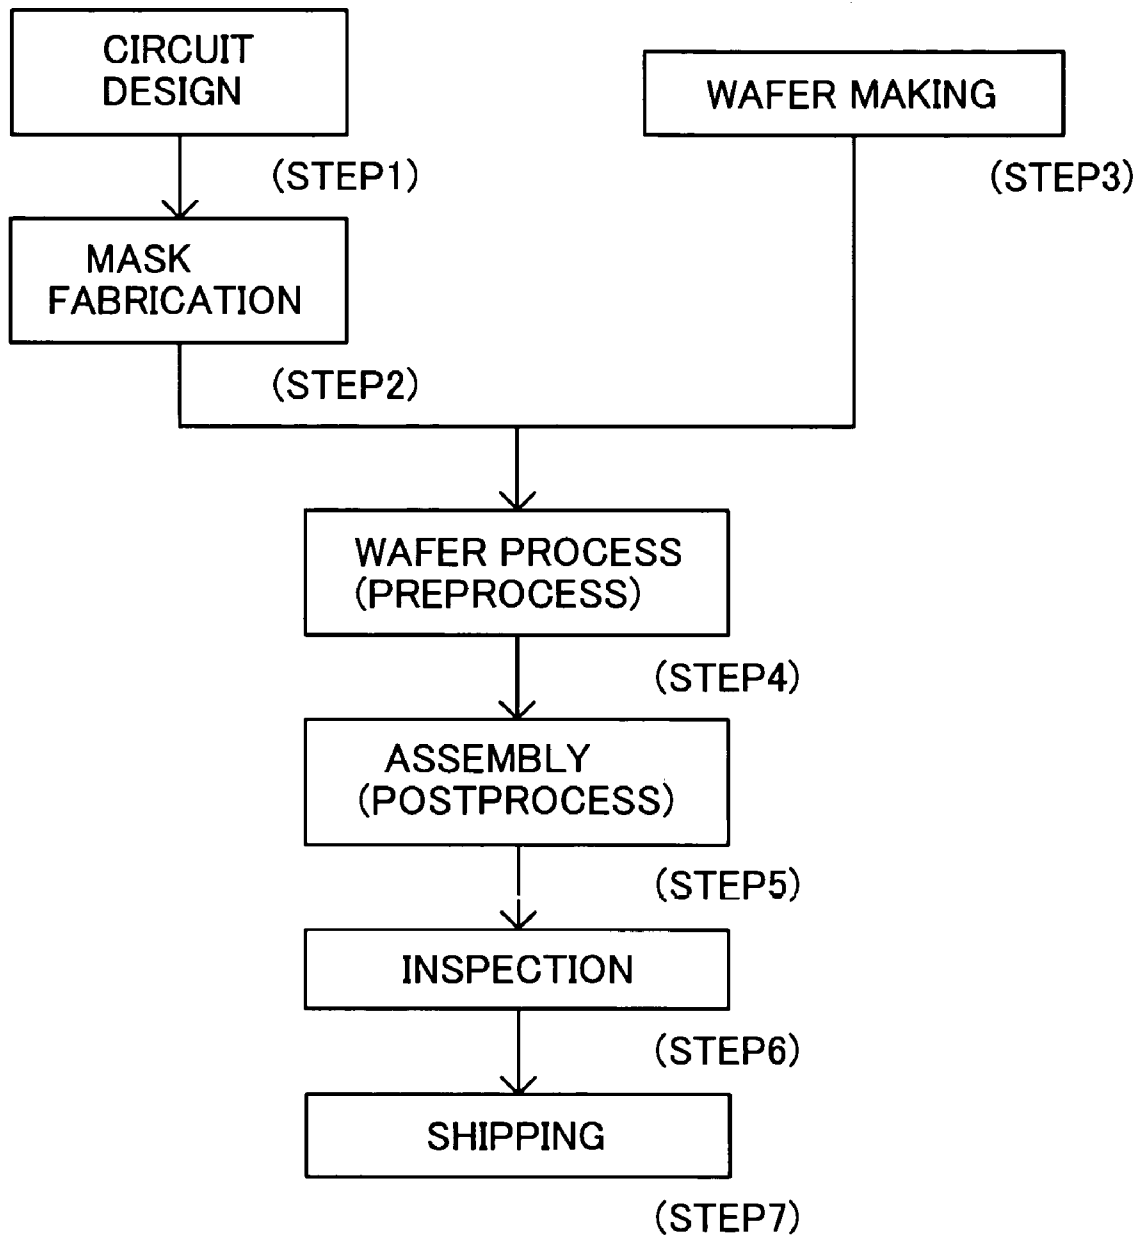 CIRCUIT
DESIGN
(STEP1)
WAFER MAKING
(STEP3)
MASK
FABRICATION
(STEP2)
WAFER PROCESS
(PREPROCESS)
(STEP4)
ASSEMBLY
(POSTPROCESS)
(STEP5)
INSPECTION
(STEP6)
SHIPPING
(STEP7)